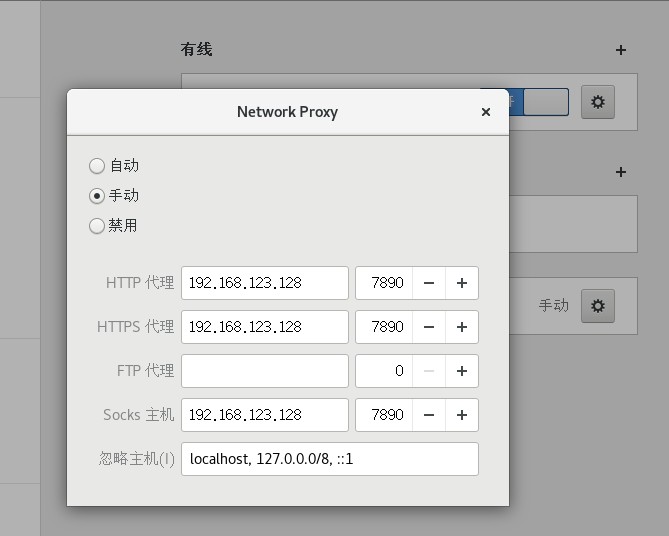 有线
Network Proxy
自动
手动
禁用
HTTP 代理 192.168.123.128 7890
HTTPS 代理 192.168.123.128 7890
手动
FTP 代理 0
Socks 主机 192.168.123.128 7890
忽略主机(I) localhost, 127.0.0.0/8, ::1